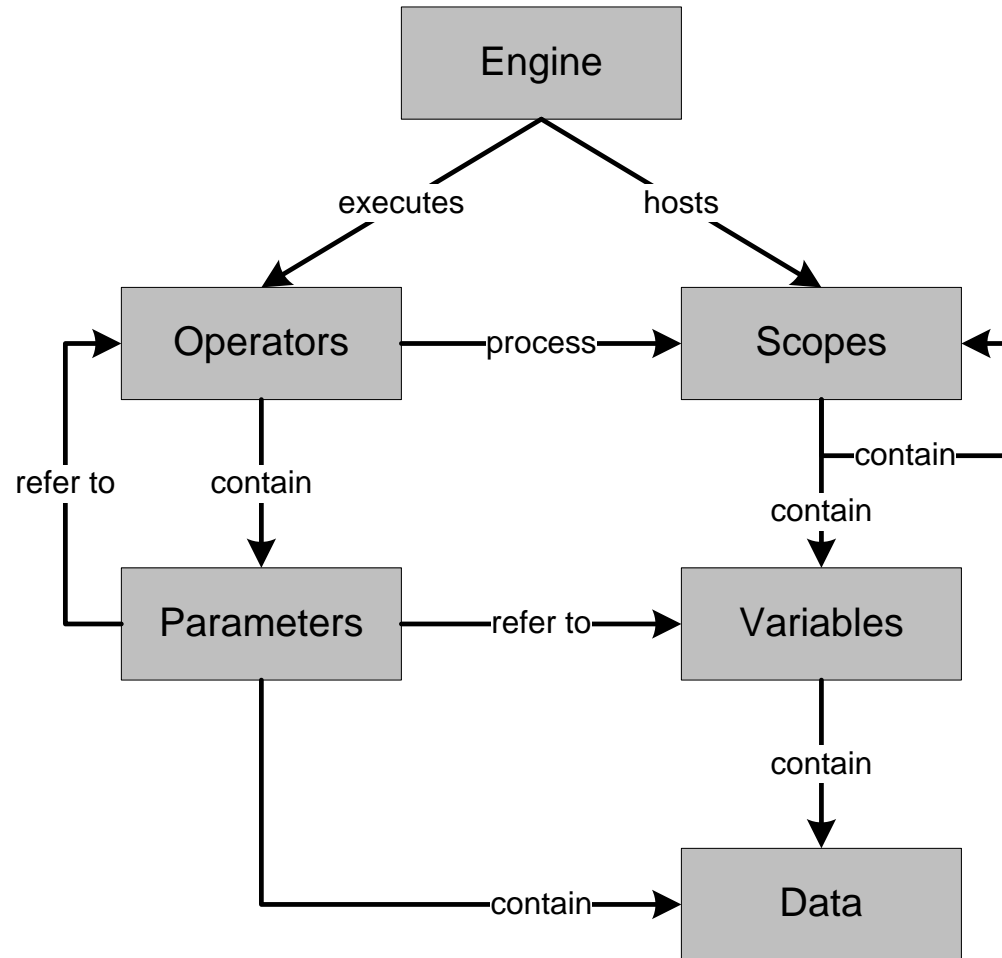 Engine
executes
hosts
Operators
process
Scopes
refer to
contain
contain
contain
Parameters
refer to
Variables
contain
contain
Data